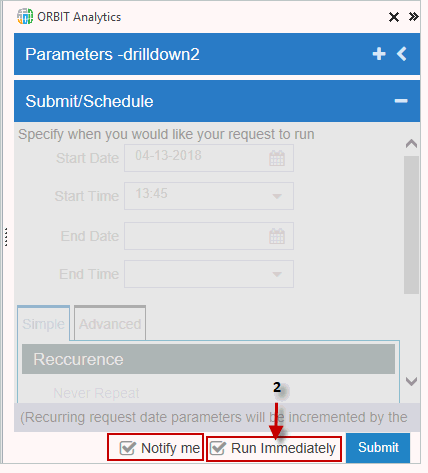 ORBIT Analytics
Parameters -drilldown2
Submit/Schedule
Specify when you would like your request to run
Start Date 04-13-2018
Start Time 13:45
End Date
End Time
Simple Advanced
Reccurence
Never Repeat
2
(Recurring request date parameters will be incremented by the
Notify me Run Immediately Submit